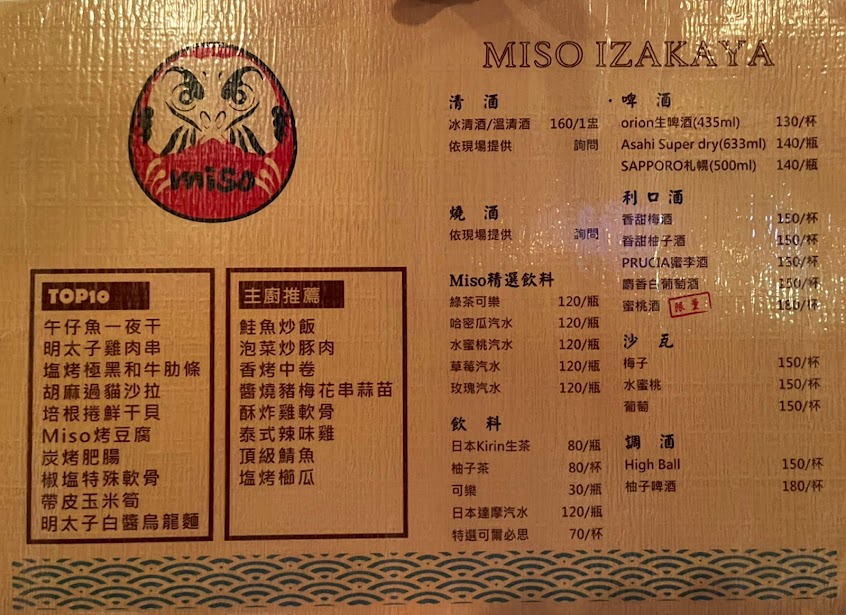 miso
TOP10
午仔魚一夜干
明太子雞肉串
塩烤極黑和牛肋條
胡麻過貓沙拉
培根捲鮮干貝
Miso烤豆腐
炭烤肥腸
椒塩特殊軟骨
帶皮玉米筍
明太子白醬烏龍麵
主廚推薦
鮭魚炒飯
泡菜炒豚肉
香烤中卷
醬燒豬梅花串蒜苗
酥炸雞軟骨
泰式辣味雞
頂級鯖魚
塩烤櫛瓜
MISO IZAKAYA
清 酒
冰清酒/溫清酒 160/1盅
依現場提供 詢問
燒 酒
依現場提供 詢問
Miso精選飲料
綠茶可樂 120/瓶
哈密瓜汽水 120/瓶
水蜜桃汽水 120/瓶
草莓汽水 120/瓶
玫瑰汽水 120/瓶
飲 料
日本Kirin生茶 80/瓶
柚子茶 80/杯
可樂 30/瓶
日本達摩汽水 120/瓶
特選可爾必思 70/杯
·啤 酒
orion生啤酒(435ml) 130/杯
Asahi Super dry(633ml) 140/瓶
SAPPORO札幌(500ml) 140/瓶
利口酒
香甜梅酒 150/杯
香甜柚子酒 150/杯
PRUCIA蜜李酒 150/杯
麝香白葡萄酒 150/杯
蜜桃酒 限量 180/杯
沙 瓦
梅子 150/杯
水蜜桃 150/杯
葡萄 150/杯
調 酒
High Ball 150/杯
柚子啤酒 180/杯